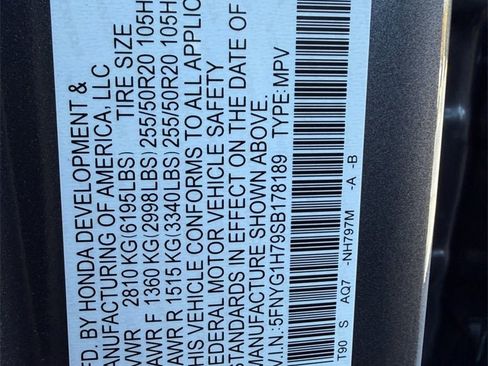 MFD. BY HONDA DEVELOPMENT &
MANUFACTURING OF AMERICA, LLC
GVWR 2810 KG(6195LBS) TIRE SIZE
GAWR F 1360 KG(2998LBS) 255/50R20 105H
GAWR R 1515 KG(3340LBS) 255/50R20 105H
THIS VEHICLE CONFORMS TO ALL APPLICA
FEDERAL MOTOR VEHICLE SAFETY
STANDARDS IN EFFECT ON THE DATE OF
MANUFACTURE SHOWN ABOVE.
V.I.N.:5FNYG1H79SB178189 TYPE: MPV
T90 S AQ7 -NH797M -A -B